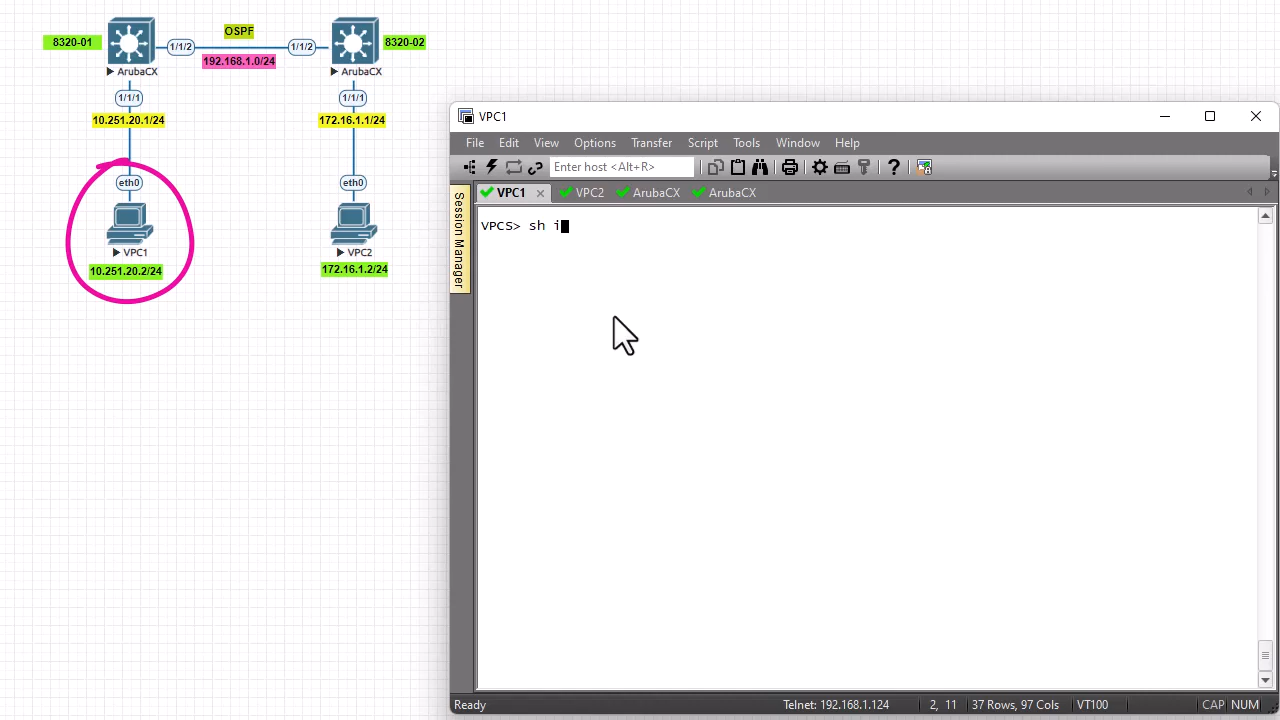 OSPF
8320-01
1/1/2
1/1/2
8320-02
192.168.1.0/24
ArubaCX
ArubaCX
1/1/1
1/1/1
10.251.20.1/24
172.16.1.1/24
eth0
eth0
VPC1
VPC2
10.251.20.2/24
172.16.1.2/24
VPC1
File Edit View Options Transfer Script Tools Window Help
Enter host <Alt+R>
Session Manager
VPC1 VPC2 ArubaCX ArubaCX
VPCS> sh i
Ready Telnet: 192.168.1.124 2, 11 37 Rows, 97 Cols VT100 CAP NUM